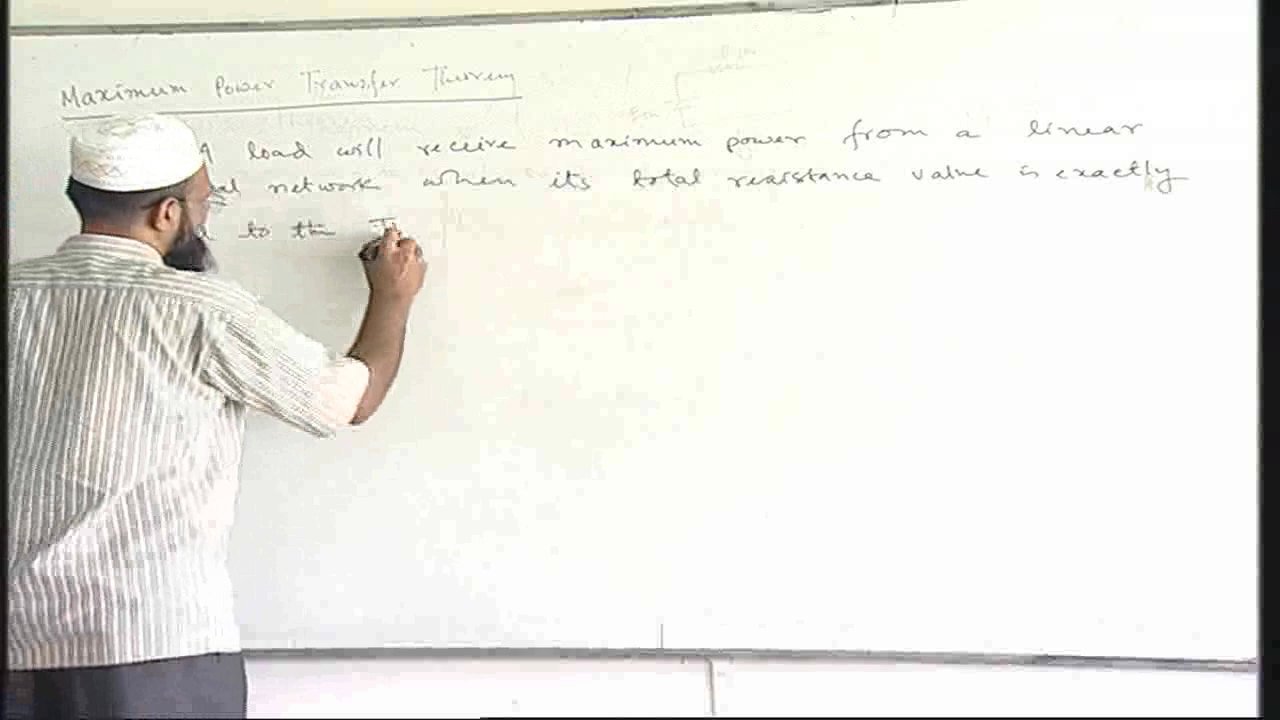 Maximum Power Transfer Theorem
A load will receive maximum power from a linear
network when its total resistance value is exactly
to the T